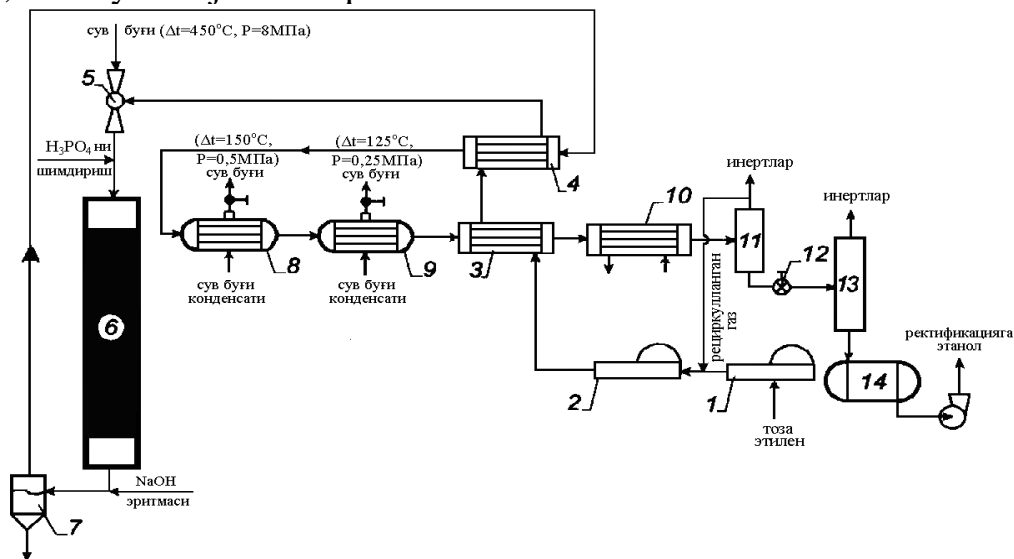 сув буғи (Δt=450°C, P=8МПа)
5
H₃PO₄ ни
шимдириш
(Δt=150°C,
P=0,5МПа)
сув буғи
(Δt=125°C,
P=0,25МПа)
сув буғи
4
инертлар
10
инертлар
11
12
13
8
9
3
сув буғи
конденсати
сув буғи
конденсати
6
рециркулланган
газ
ректификацияга
этанол
2
1
14
тоза
этилен
NaOH
эритмаси
7